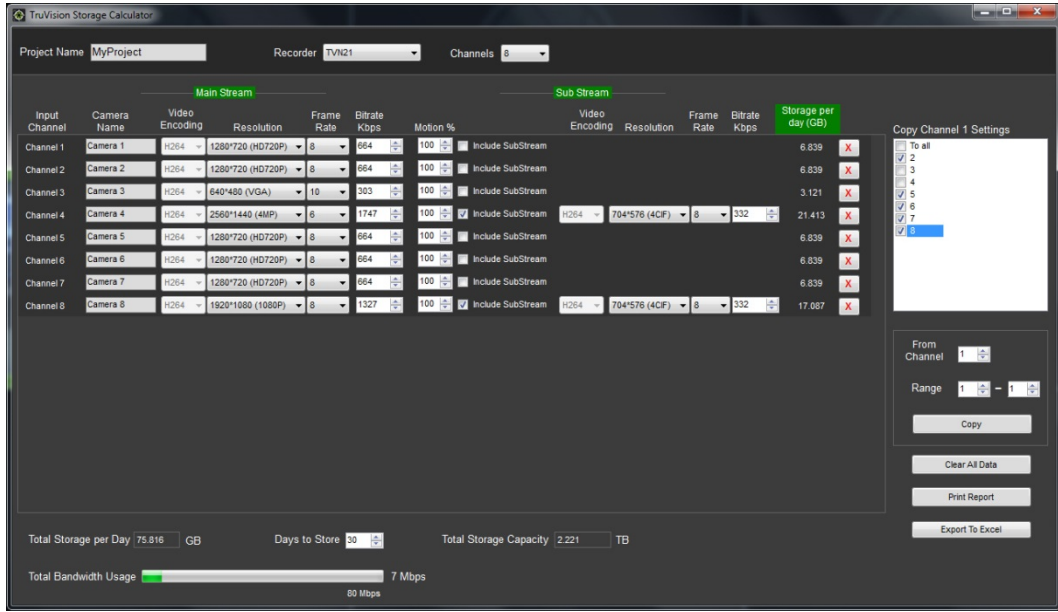 TruVision Storage Calculator
Project Name MyProject Recorder TVN21 Channels 8
Main Stream Sub Stream
Input Channel Camera Name Video Encoding Resolution Frame Rate Bitrate Kbps Motion % Video Encoding Resolution Frame Rate Bitrate Kbps Storage per day (GB)
Channel 1 Camera 1 H264 1280*720 (HD720P) 8 664 100 Include SubStream 6.839 X
Channel 2 Camera 2 H264 1280*720 (HD720P) 8 664 100 Include SubStream 6.839 X
Channel 3 Camera 3 H264 640*480 (VGA) 10 303 100 Include SubStream 3.121 X
Channel 4 Camera 4 H264 2560*1440 (4MP) 6 1747 100 Include SubStream H264 704*576 (4CIF) 8 332 21.413 X
Channel 5 Camera 5 H264 1280*720 (HD720P) 8 664 100 Include SubStream 6.839 X
Channel 6 Camera 6 H264 1280*720 (HD720P) 8 664 100 Include SubStream 6.839 X
Channel 7 Camera 7 H264 1280*720 (HD720P) 8 664 100 Include SubStream 6.839 X
Channel 8 Camera 8 H264 1920*1080 (1080P) 8 1327 100 Include SubStream H264 704*576 (4CIF) 8 332 17.087 X
Copy Channel 1 Settings
To all
2
3
4
5
6
7
8
From Channel 1
Range 1 - 1
Copy
Clear All Data
Print Report
Export To Excel
Total Storage per Day 75.816 GB Days to Store 30 Total Storage Capacity 2.221 TB
Total Bandwidth Usage 7 Mbps
80 Mbps